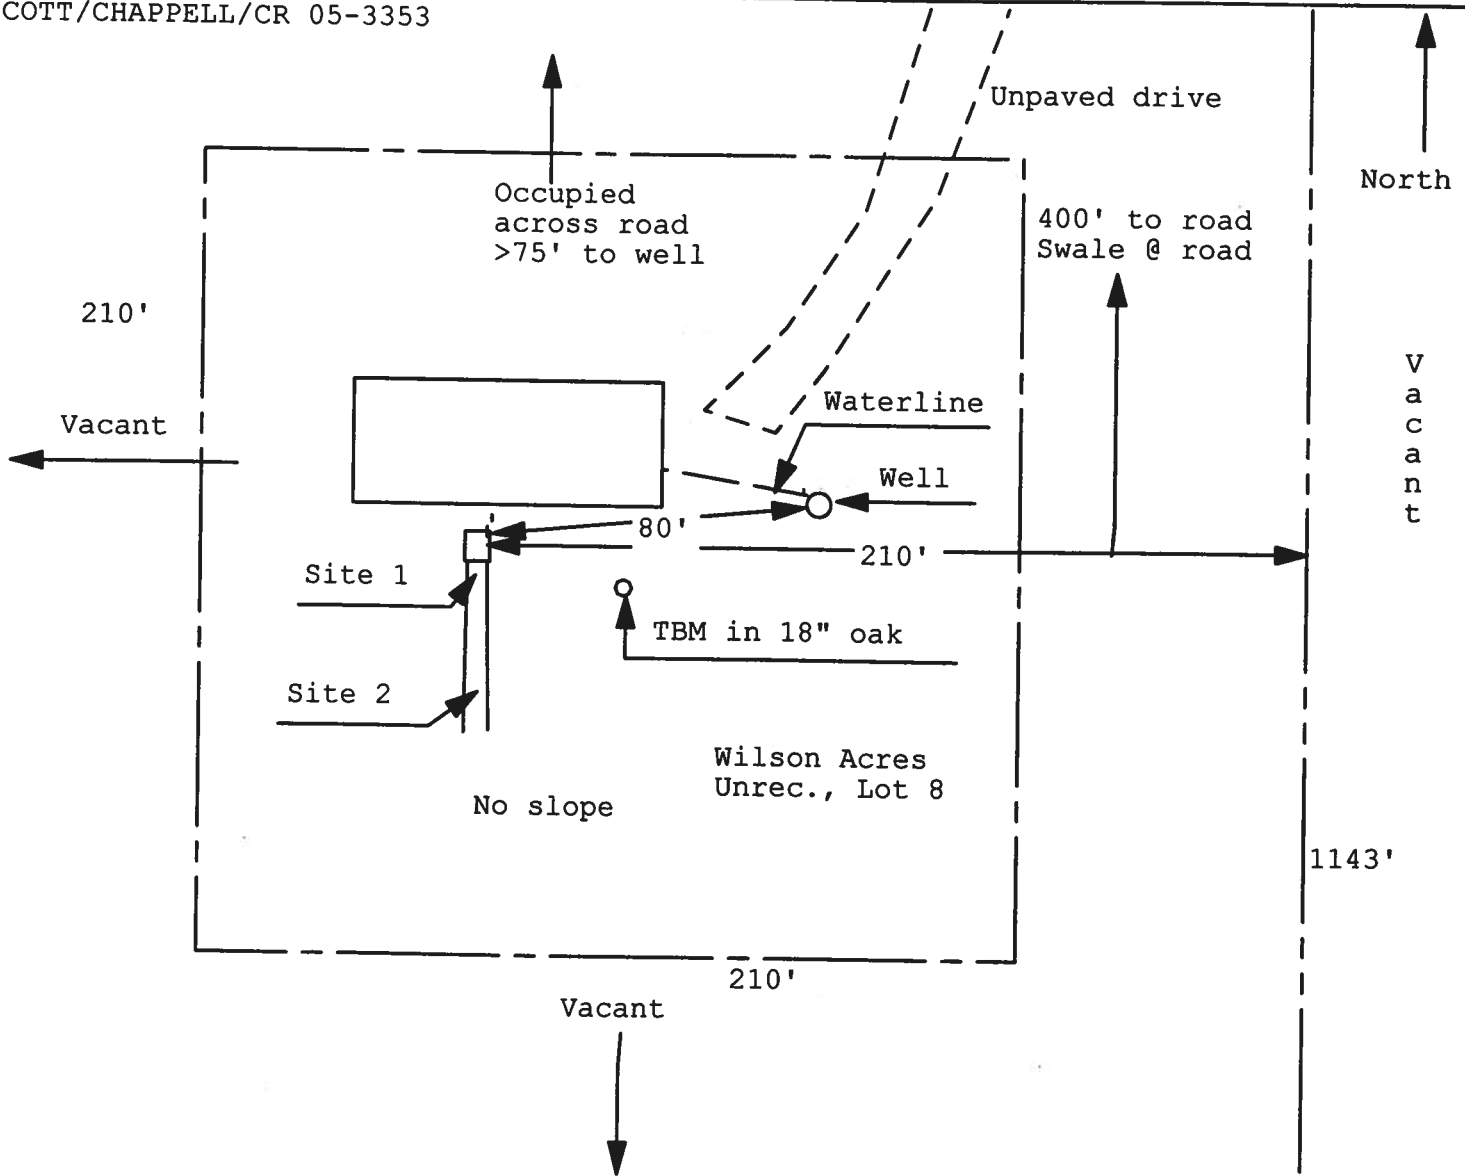 COTT/CHAPPELL/CR 05-3353
Unpaved drive
North
Occupied
across road
>75' to well
400' to road
Swale @ road
210'
Vacant
Vacant
Waterline
Well
80'
210'
Site 1
TBM in 18" oak
Site 2
Wilson Acres
Unrec., Lot 8
No slope
1143'
210'
Vacant